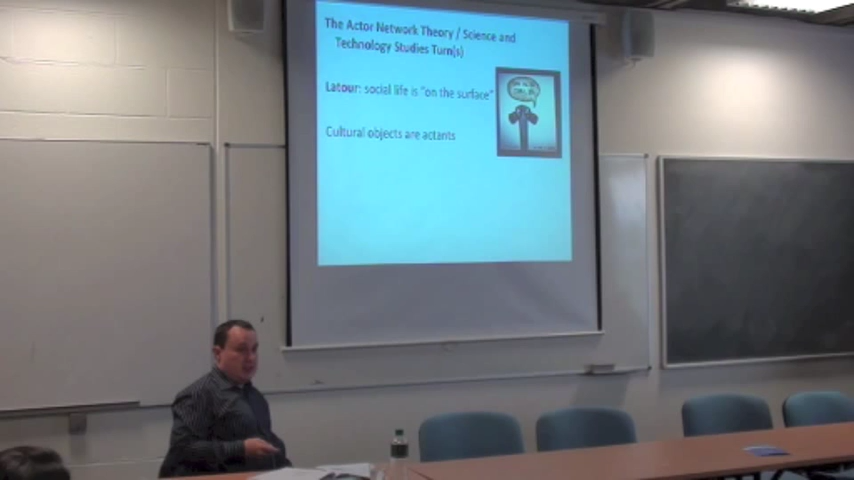 The Actor Network Theory / Science and
Technology Studies Turn(s)
Latour: social life is "on the surface"
Cultural objects are actants